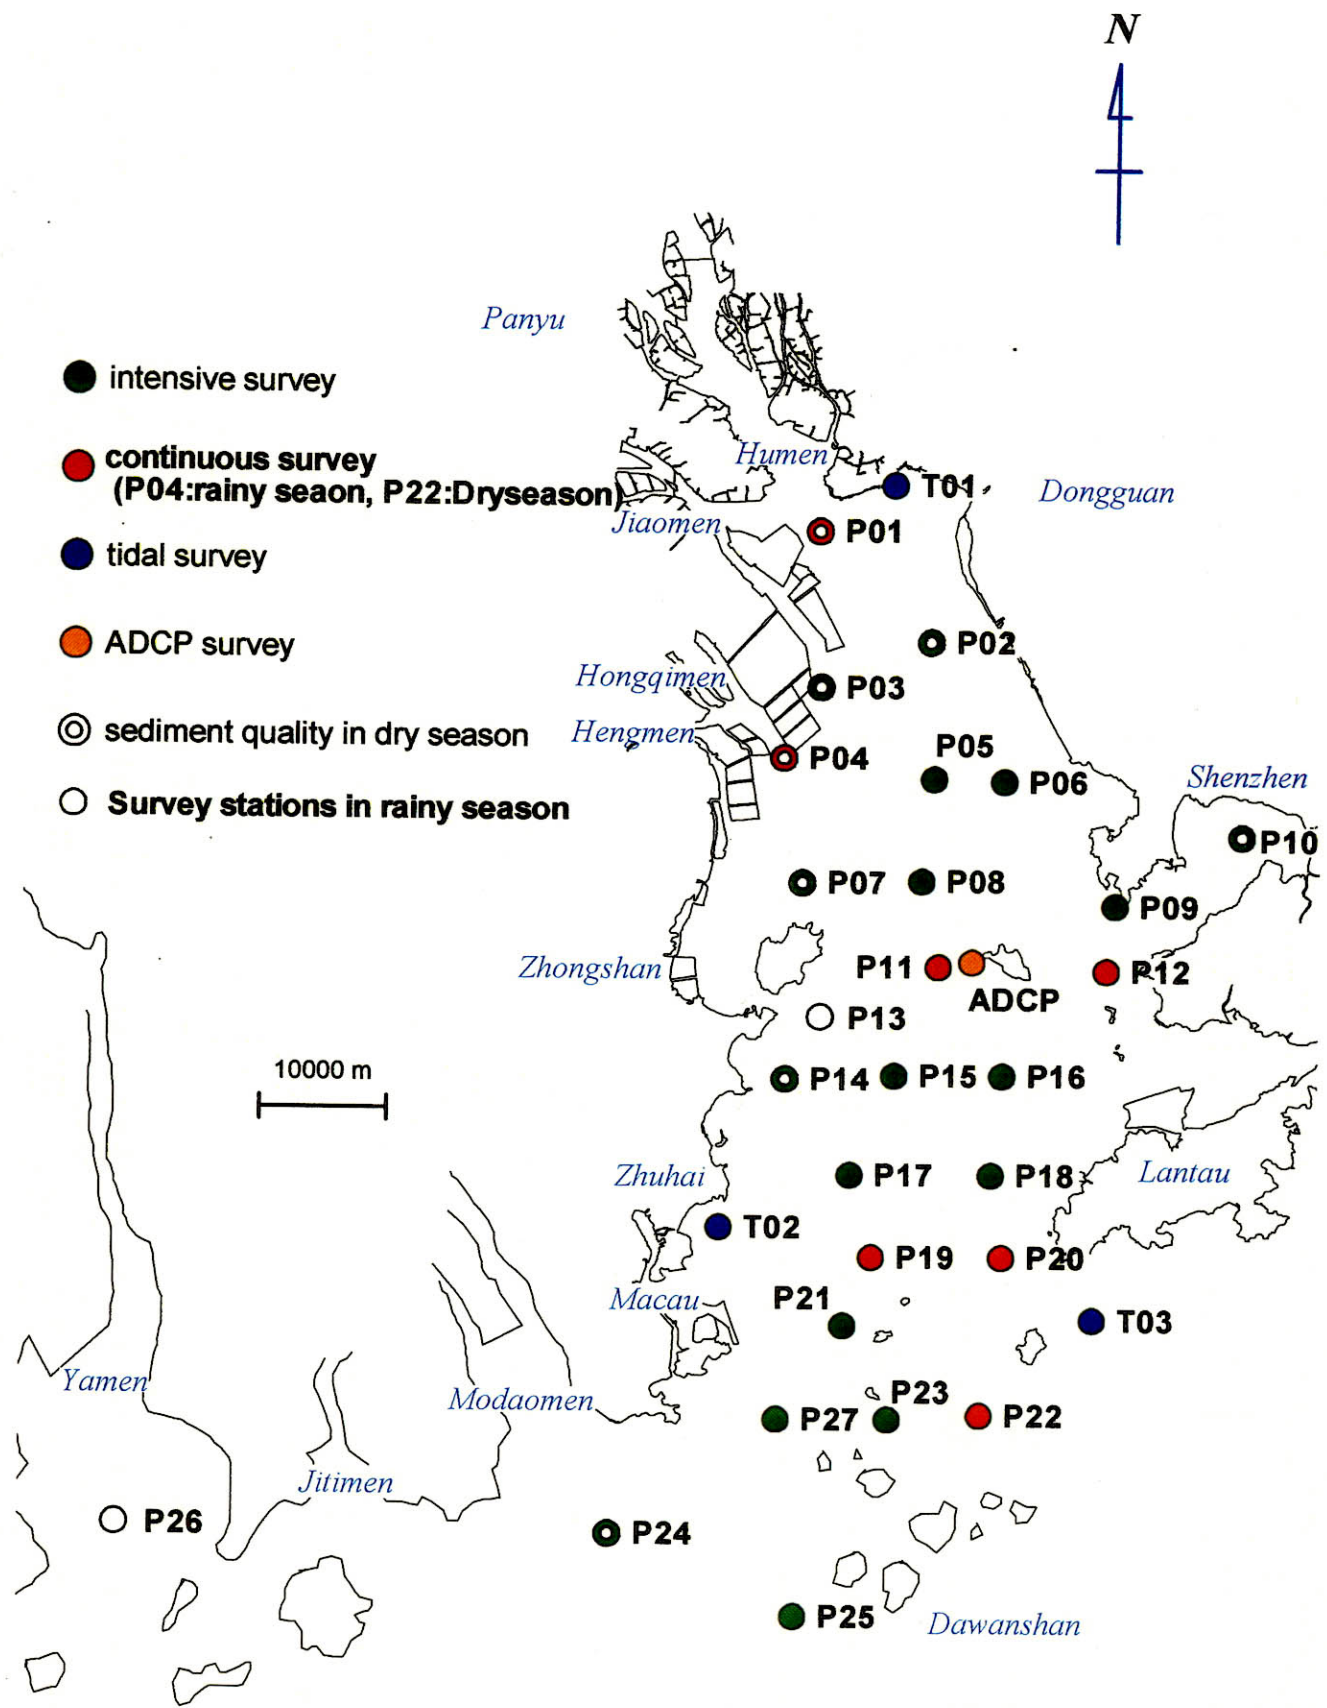 N
Panyu
intensive survey
continuous survey
(P04:rainy seaon, P22:Dryseason)
Humen
T01
Dongguan
Jiaomen
P01
tidal survey
ADCP survey
P02
Hongqimen
P03
sediment quality in dry season
Hengmen
P04
P05
P06
Shenzhen
Survey stations in rainy season
P10
P07
P08
P09
Zhongshan
P11
ADCP
P12
P13
10000 m
P14
P15
P16
Zhuhai
P17
P18
Lantau
T02
P19
P20
Macau
P21
T03
Yamen
Modaomen
P27
P23
P22
Jitimen
P26
P24
P25
Dawanshan